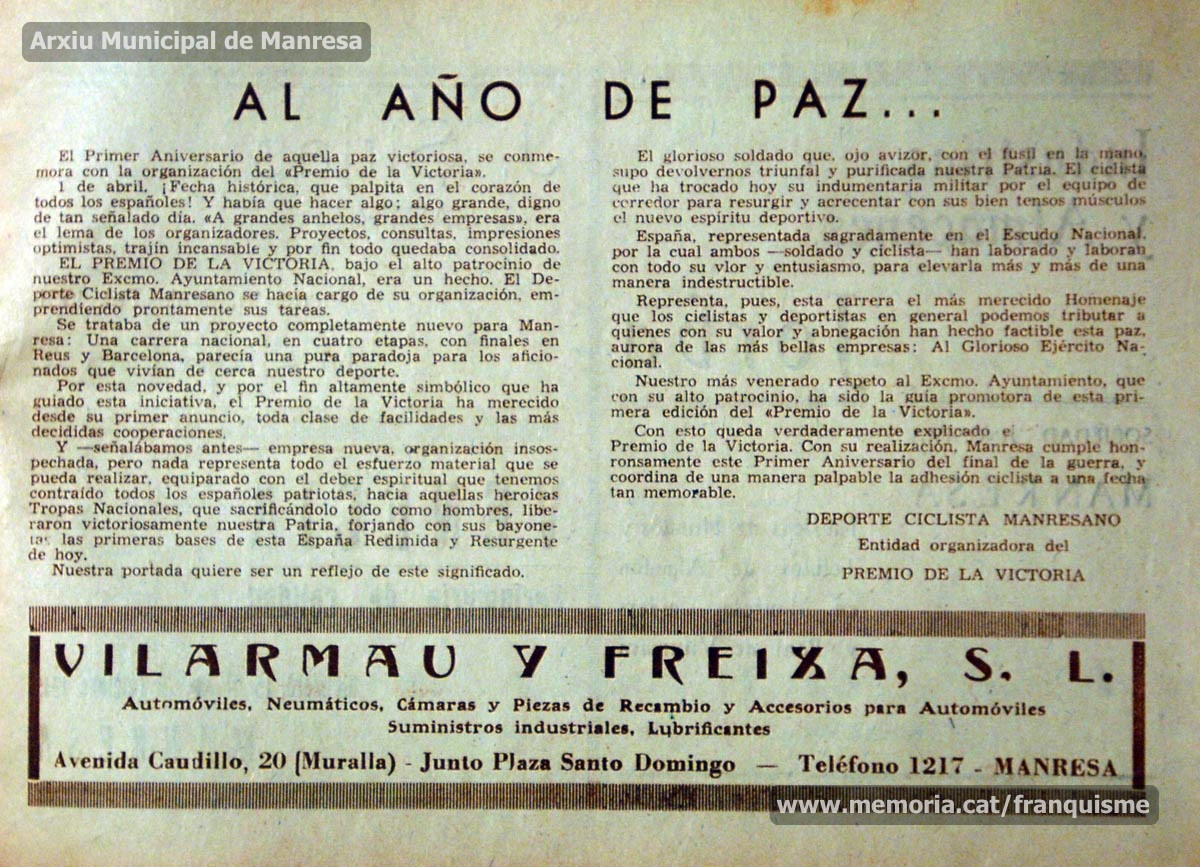 Arxiu Municipal de Manresa
AL AÑO DE PAZ...
El Primer Aniversario de aquella paz victoriosa, se conme-
mora con la organización del «Premio de la Victoria».
1 de abril. ¡Fecha histórica, que palpita en el corazón de
todos los españoles! Y había que hacer algo; algo grande, digno
de tan señalado día. «A grandes anhelos, grandes empresas», era
el lema de los organizadores. Proyectos, consultas, impresiones
optimistas, trajín incansable y por fin todo quedaba consolidado.
EL PREMIO DE LA VICTORIA, bajo el alto patrocinio de
nuestro Excmo. Ayuntamiento Nacional, era un hecho. El De-
porte Ciclista Manresano se hacía cargo de su organización, em-
prendiendo prontamente sus tareas.
Se trataba de un proyecto completamente nuevo para Man-
resa: Una carrera nacional, en cuatro etapas, con finales en
Reus y Barcelona, parecía una pura paradoja para los aficio-
nados que vivían de cerca nuestro deporte.
Por esta novedad, y por el fin altamente simbólico que ha
guiado esta iniciativa, el Premio de la Victoria ha merecido
desde su primer anuncio, toda clase de facilidades y las más
decididas cooperaciones.
Y —señalábamos antes— empresa nueva, organización insos-
pechada, pero nada representa todo el esfuerzo material que se
pueda realizar, equiparado con el deber espiritual que tenemos
contraído todos los españoles patriotas, hacia aquellas heroicas
Tropas Nacionales, que sacrificándolo todo como hombres, libe-
raron victoriosamente nuestra Patria, forjando con sus bayone-
tas las primeras bases de esta España Redimida y Resurgente
de hoy.
Nuestra portada quiere ser un reflejo de este significado.
El glorioso soldado que, ojo avizor, con el fusil en la mano,
supo devolvernos triunfal y purificada nuestra Patria. El ciclista
que ha trocado hoy su indumentaria militar por el equipo de
corredor para resurgir y acrecentar con sus bien tensos músculos
el nuevo espíritu deportivo.
España, representada sagradamente en el Escudo Nacional,
por la cual ambos —soldado y ciclista— han laborado y laboran
con todo su vlor y entusiasmo, para elevarla más y más de una
manera indestructible.
Representa, pues, esta carrera el más merecido Homenaje
que los ciclistas y deportistas en general podemos tributar a
quienes con su valor y abnegación han hecho factible esta paz,
aurora de las más bellas empresas: Al Glorioso Ejército Na-
cional.
Nuestro más venerado respeto al Excmo. Ayuntamiento, que
con su alto patrocinio, ha sido la guía promotora de esta pri-
mera edición del «Premio de la Victoria».
Con esto queda verdaderamente explicado el
Premio de la Victoria. Con su realización, Manresa cumple hon-
ronsamente este Primer Aniversario del final de la guerra, y
coordina de una manera palpable la adhesión ciclista a una fecha
tan memorable.
DEPORTE CICLISTA MANRESANO
Entidad organizadora del
PREMIO DE LA VICTORIA
VILARMAU Y FREIXA, S. L.
Automóviles, Neumáticos, Cámaras y Piezas de Recambio y Accesorios para Automóviles
Suministros industriales, Lubrificantes
Avenida Caudillo, 20 (Muralla) - Junto Plaza Santo Domingo — Teléfono 1217 - MANRESA
www.memoria.cat/franquisme